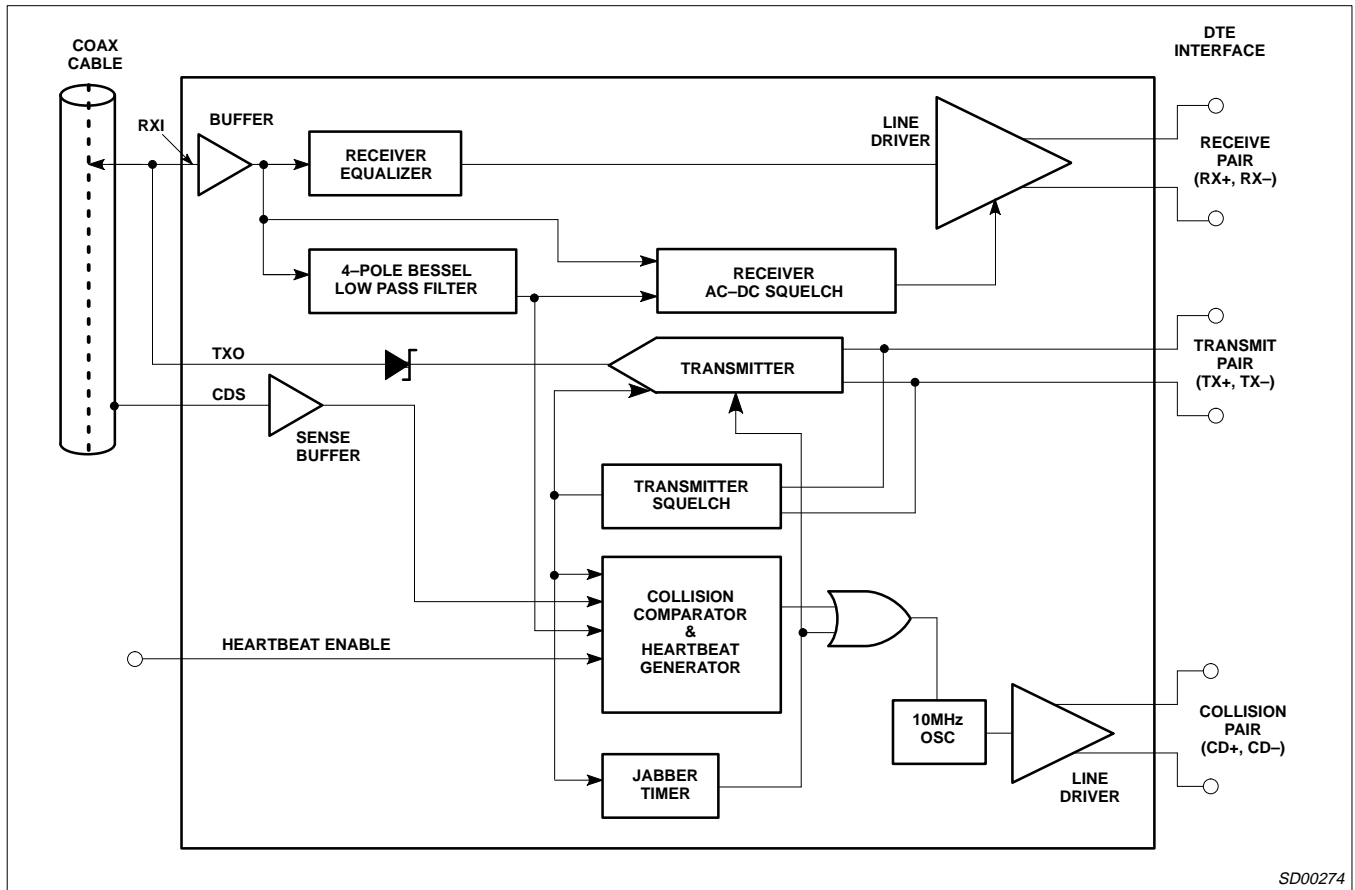 COAX
CABLE
DTE
INTERFACE
RXI
BUFFER
RECEIVER
EQUALIZER
LINE
DRIVER
RECEIVE
PAIR
(RX+, RX–)
4–POLE BESSEL
LOW PASS FILTER
RECEIVER
AC–DC SQUELCH
TXO
TRANSMITTER
TRANSMIT
PAIR
(TX+, TX–)
CDS
SENSE
BUFFER
TRANSMITTER
SQUELCH
COLLISION
COMPARATOR
&
HEARTBEAT
GENERATOR
HEARTBEAT ENABLE
10MHz
OSC
COLLISION
PAIR
(CD+, CD–)
JABBER
TIMER
LINE
DRIVER
SD00274